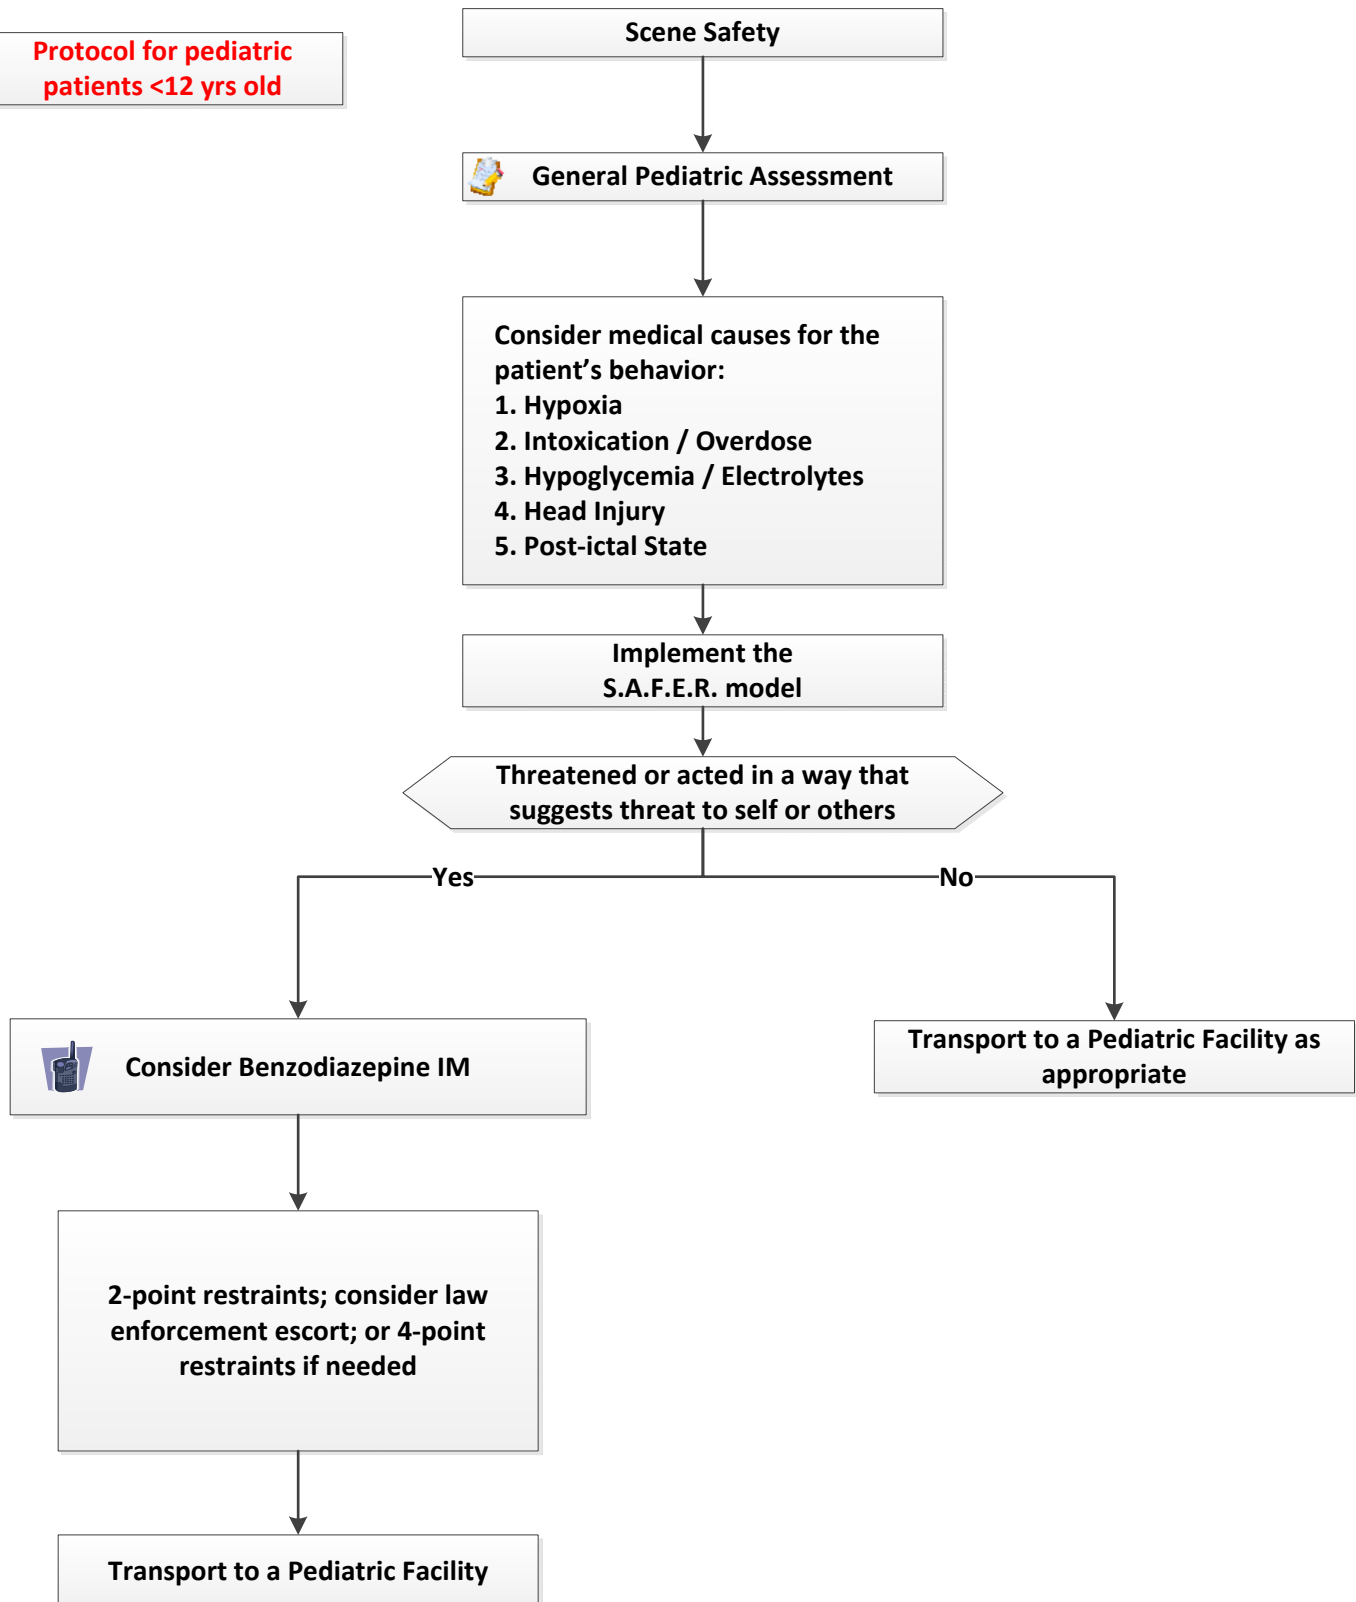 Scene Safety
Protocol for pediatric
patients <12 yrs old
General Pediatric Assessment
Consider medical causes for the
patient’s behavior:
1. Hypoxia
2. Intoxication / Overdose
3. Hypoglycemia / Electrolytes
4. Head Injury
5. Post-ictal State
Implement the
S.A.F.E.R. model
Threatened or acted in a way that
suggests threat to self or others
Yes
No
Consider Benzodiazepine IM
Transport to a Pediatric Facility as
appropriate
2-point restraints; consider law
enforcement escort; or 4-point
restraints if needed
Transport to a Pediatric Facility